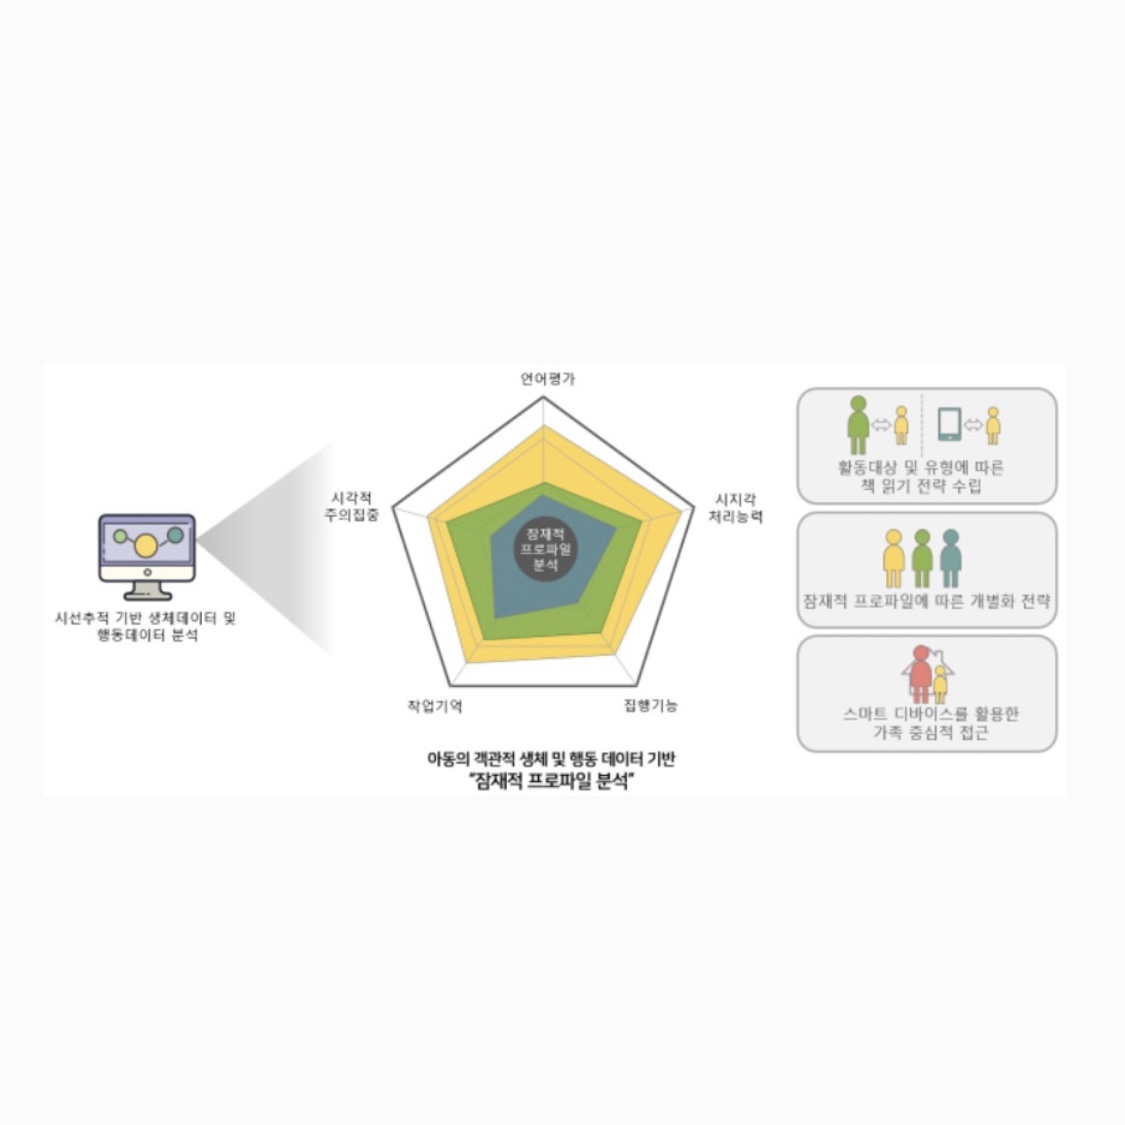 시선추적 기반 생체데이터 및
행동데이터 분석
언어평가
시각적
주의집중
시지각
처리능력
잠재적
프로파일
분석
작업기억
집행기능
아동의 객관적 생체 및 행동 데이터 기반
“잠재적 프로파일 분석”
활동대상 및 유형에 따른
책 읽기 전략 수립
잠재적 프로파일에 따른 개별화 전략
스마트 디바이스를 활용한
가족 중심적 접근